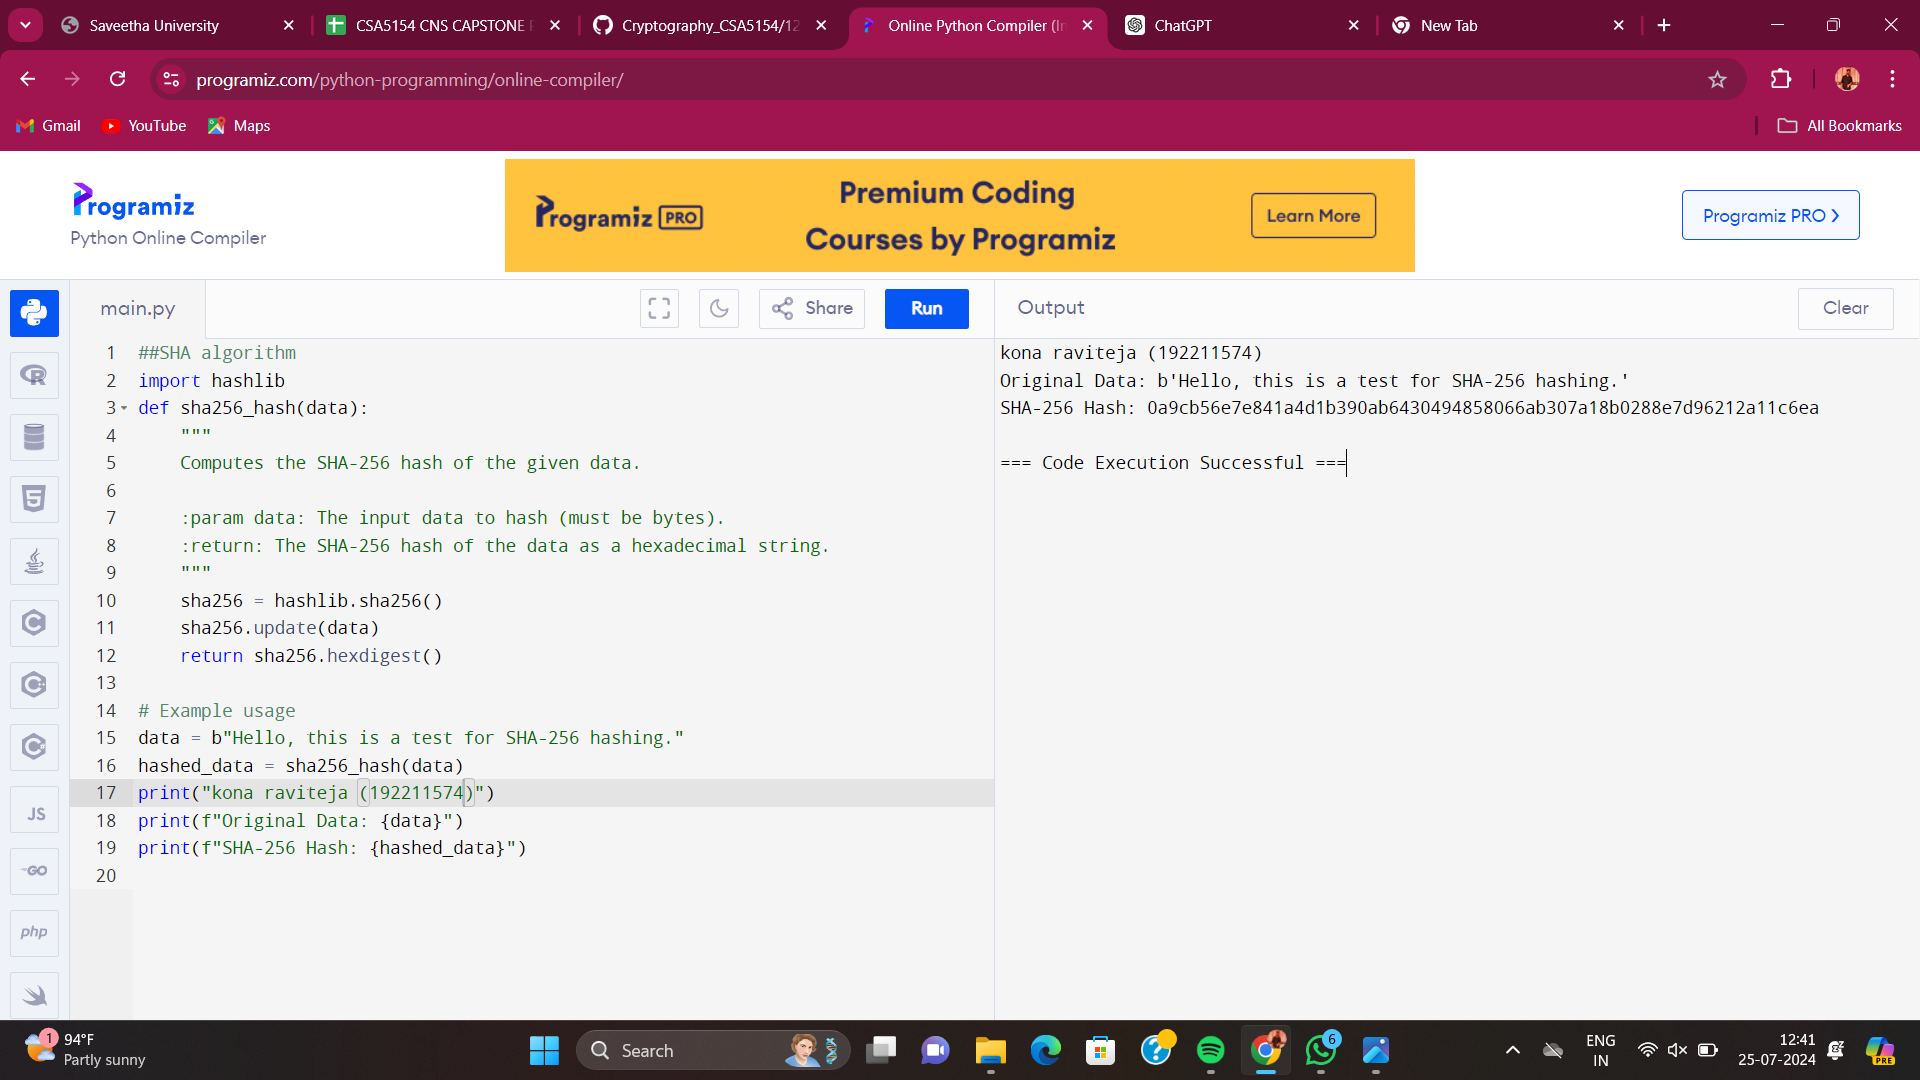 Saveetha University
CSA5154 CNS CAPSTONE
Cryptography_CSA5154/12
Online Python Compiler (In
ChatGPT
New Tab
programiz.com/python-programming/online-compiler/
Gmail
YouTube
Maps
All Bookmarks
Programiz
Python Online Compiler
Programiz PRO
Premium Coding
Courses by Programiz
Learn More
Programiz PRO ›
main.py
Share
Run
Output
Clear
1 ##SHA algorithm
2 import hashlib
3 def sha256_hash(data):
4     """
5     Computes the SHA-256 hash of the given data.
6
7     :param data: The input data to hash (must be bytes).
8     :return: The SHA-256 hash of the data as a hexadecimal string.
9     """
10     sha256 = hashlib.sha256()
11     sha256.update(data)
12     return sha256.hexdigest()
13
14 # Example usage
15 data = b"Hello, this is a test for SHA-256 hashing."
16 hashed_data = sha256_hash(data)
17 print("kona raviteja (192211574)")
18 print(f"Original Data: {data}")
19 print(f"SHA-256 Hash: {hashed_data}")
20
kona raviteja (192211574)
Original Data: b'Hello, this is a test for SHA-256 hashing.'
SHA-256 Hash: 0a9cb56e7e841a4d1b390ab6430494858066ab307a18b0288e7d96212a11c6ea
=== Code Execution Successful ===
R
5
C
C
C
JS
GO
php
1
94°F
Partly sunny
Search
6
ENG
IN
12:41
25-07-2024
PRE